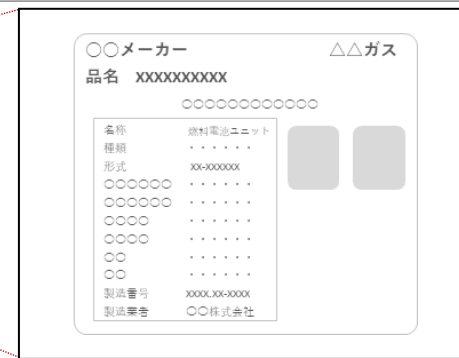 ○○メーカー △△ガス
品名 XXXXXXXXXX
○○○○○○○○○○○○
名称 燃料電池ユニット
種類 ・・・・・・
形式 XX-XXXXXX
○○○○○○ ・・・・・・
○○○○○○ ・・・・・・
○○○○ ・・・・・・
○○○○ ・・・・・・
○○ ・・・・・・
○○ ・・・・・・
製造番号 XXXX.XX-XXXX
製造業者 ○○株式会社